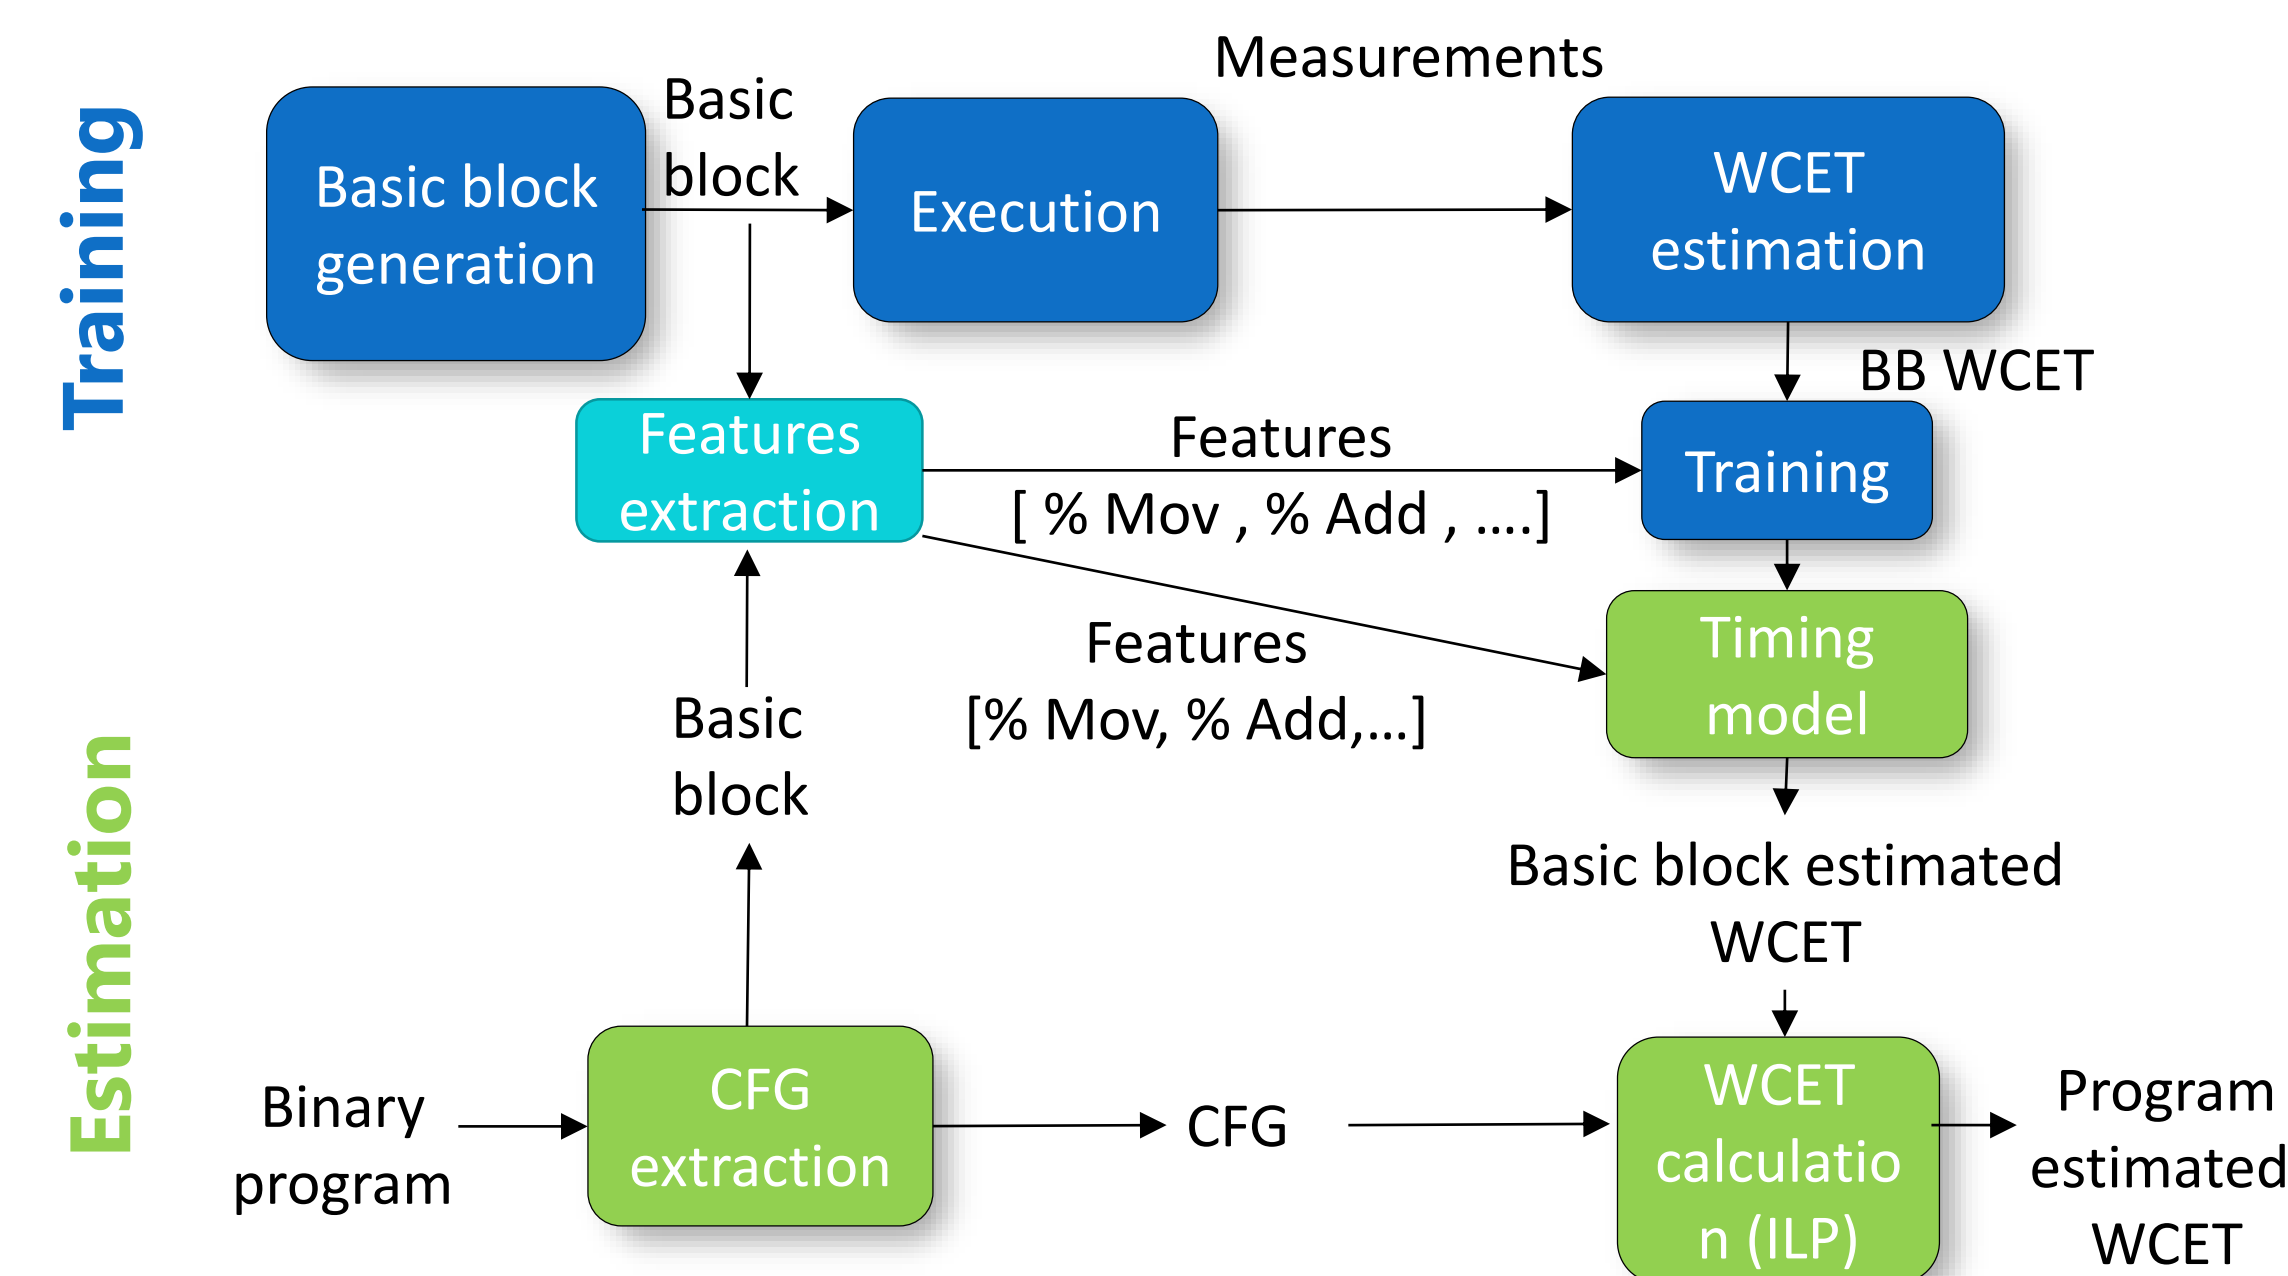 Training
Measurements
Basic
block
Basic block
generation
Execution
WCET
estimation
BB WCET
Features
extraction
Features
[ % Mov , % Add , ....]
Training
Features
[% Mov, % Add,...]
Timing
model
Estimation
Basic
block
Basic block estimated
WCET
Binary
program
CFG
extraction
CFG
WCET
calculatio
n (ILP)
Program
estimated
WCET